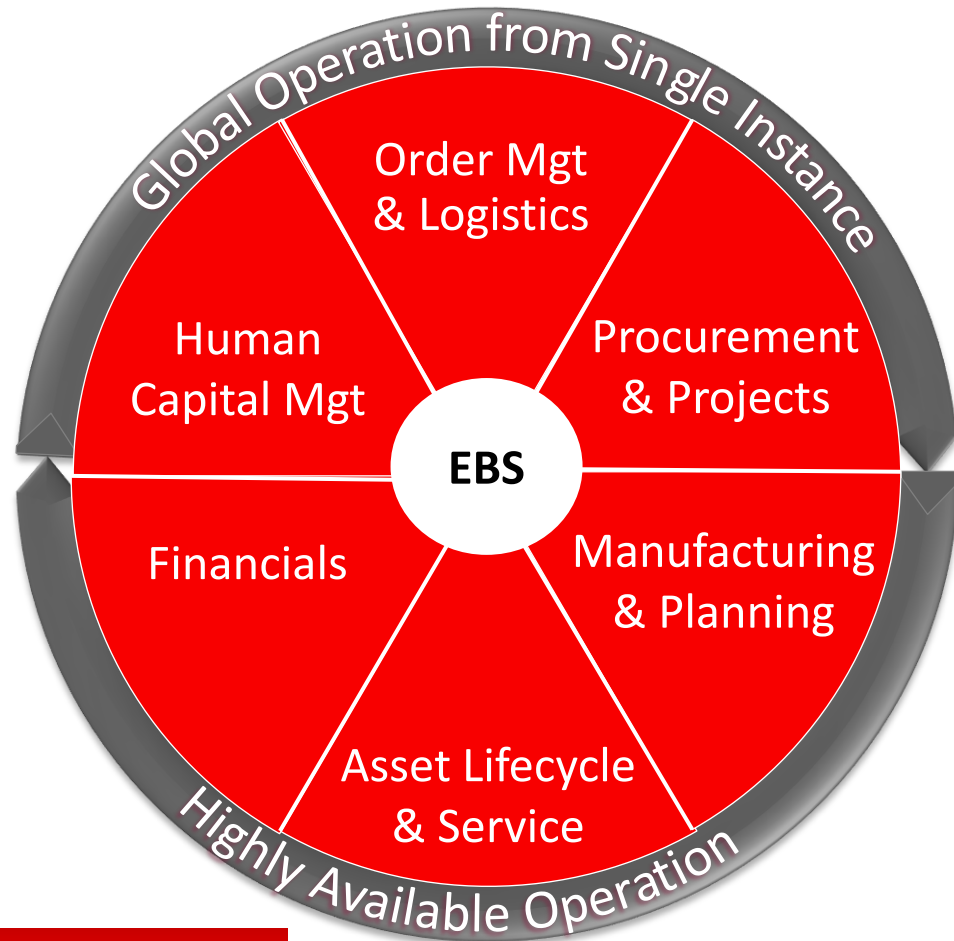 Global Operation from Single Instance
Order Mgt
& Logistics
Human
Capital Mgt
Procurement
& Projects
EBS
Financials
Manufacturing
& Planning
Asset Lifecycle
& Service
Highly Available Operation